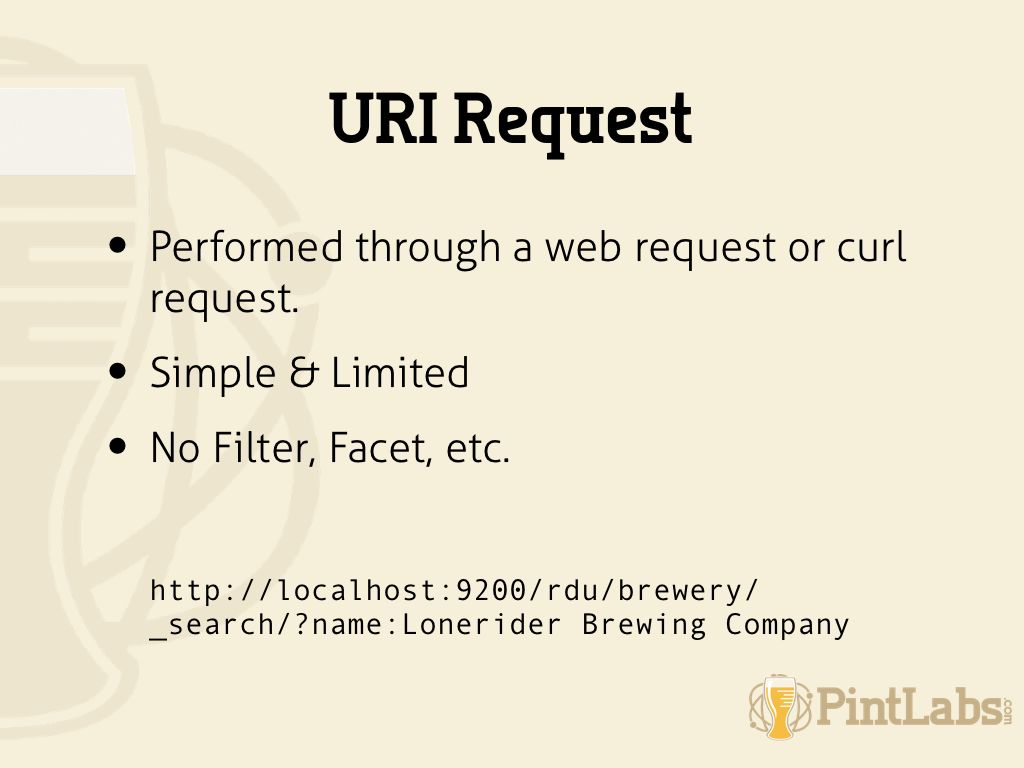 URI Request
• Performed through a web request or curl
request.
• Simple & Limited
• No Filter, Facet, etc.
http://localhost:9200/rdu/brewery/
_search/?name:Lonerider Brewing Company
PintLabs.com